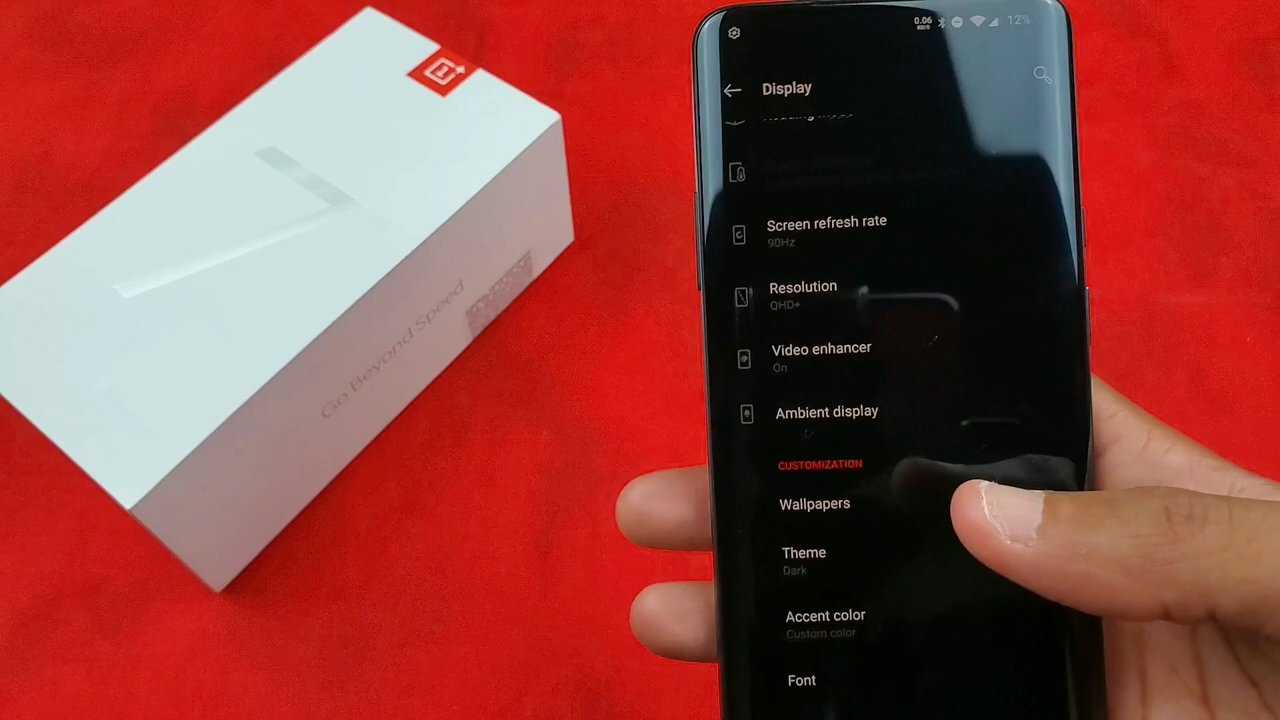 Go Beyond Speed
0.06
12%
Display
Screen refresh rate
90Hz
Resolution
QHD+
Video enhancer
On
Ambient display
CUSTOMIZATION
Wallpapers
Theme
Dark
Accent color
Custom color
Font